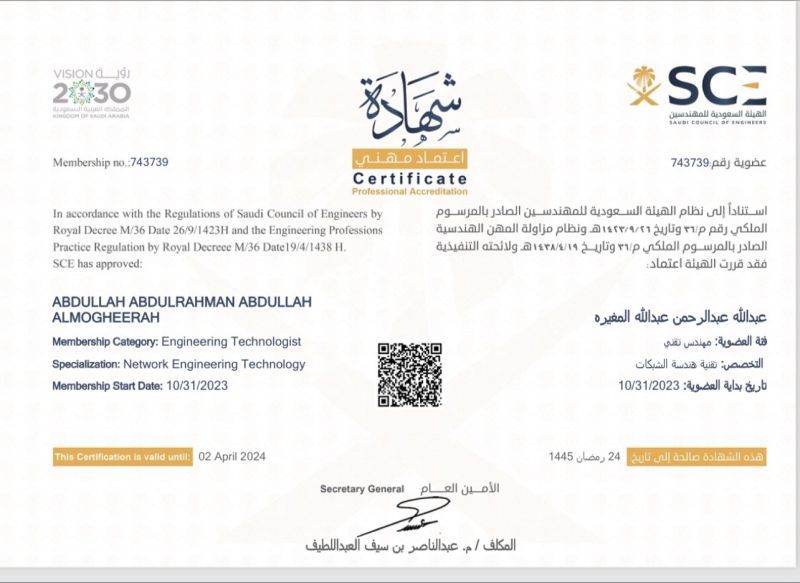 VISION رؤيـــة
2030
المملكة العربية السعودية
KINGDOM OF SAUDI ARABIA
شهادة
اعتماد مهني
Certificate
Professional Accreditation
SCE
الهيئة السعودية للمهندسين
SAUDI COUNCIL OF ENGINEERS
Membership no.:743739
عضوية رقم:743739
In accordance with the Regulations of Saudi Council of Engineers by
Royal Decree M/36 Date 26/9/1423H and the Engineering Professions
Practice Regulation by Royal Decreee M/36 Date19/4/1438 H.
SCE has approved:
استناداً إلى نظام الهيئة السعودية للمهندسين الصادر بالمرسوم
الملكي رقم م/٣٦ وتاريخ ١٤٢٣/٩/٢٦هـ ونظام مزاولة المهن الهندسية
الصادر بالمرسوم الملكي م/٣٦ وتاريخ ١٤٣٨/٤/١٩هـ ولائحته التنفيذية
فقد قررت الهيئة اعتماد:
ABDULLAH ABDULRAHMAN ABDULLAH
ALMOGHEERAH
Membership Category: Engineering Technologist
Specialization: Network Engineering Technology
Membership Start Date: 10/31/2023
عبدالله عبدالرحمن عبدالله المغيره
فئة العضوية: مهندس تقني
التخصص: تقنية هندسة الشبكات
تاريخ بداية العضوية: 10/31/2023
This Certification is valid until: 02 April 2024
هذه الشهادة صالحة إلى تاريخ 24 رمضان 1445
Secretary General الأمين العام
المكلف / م. عبدالناصر بن سيف العبداللطيف